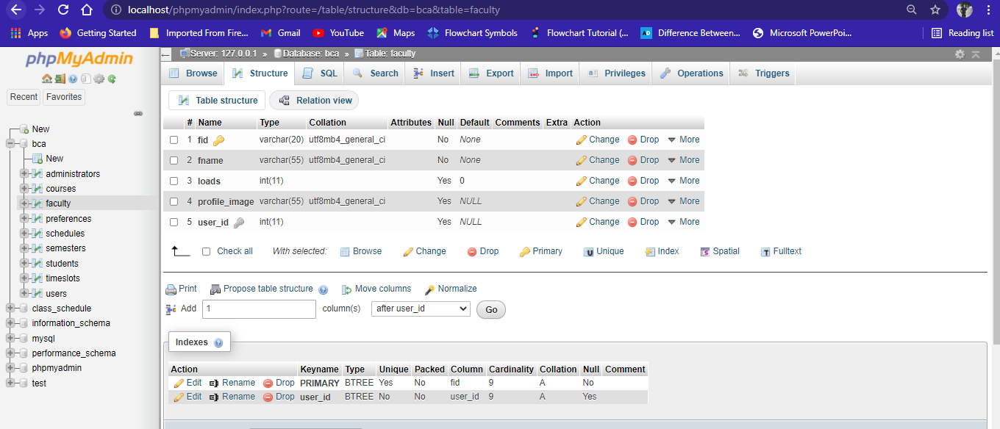 localhost/phpmyadmin/index.php?route=/table/structure&db=bca&table=faculty
Apps Getting Started Imported From Fire... Gmail YouTube Maps Flowchart Symbols Flowchart Tutorial (... AD Difference Between... Microsoft PowerPoi... Reading list
phpMyAdmin
Recent Favorites
New
bca
New
administrators
courses
faculty
preferences
schedules
semesters
students
timeslots
users
class_schedule
information_schema
mysql
performance_schema
phpmyadmin
test
Server: 127.0.0.1 » Database: bca » Table: faculty
Browse Structure SQL Search Insert Export Import Privileges Operations Triggers
Table structure Relation view
# Name Type Collation Attributes Null Default Comments Extra Action
1 fid varchar(20) utf8mb4_general_ci No None Change Drop More
2 fname varchar(55) utf8mb4_general_ci No None Change Drop More
3 loads int(11) Yes 0 Change Drop More
4 profile_image varchar(55) utf8mb4_general_ci Yes NULL Change Drop More
5 user_id int(11) Yes NULL Change Drop More
Check all With selected: Browse Change Drop Primary Unique Index Spatial Fulltext
Print Propose table structure Move columns Normalize
Add 1 column(s) after user_id Go
Indexes
Action Keyname Type Unique Packed Column Cardinality Collation Null Comment
Edit Rename Drop PRIMARY BTREE Yes No fid 9 A No
Edit Rename Drop user_id BTREE No No user_id 9 A Yes